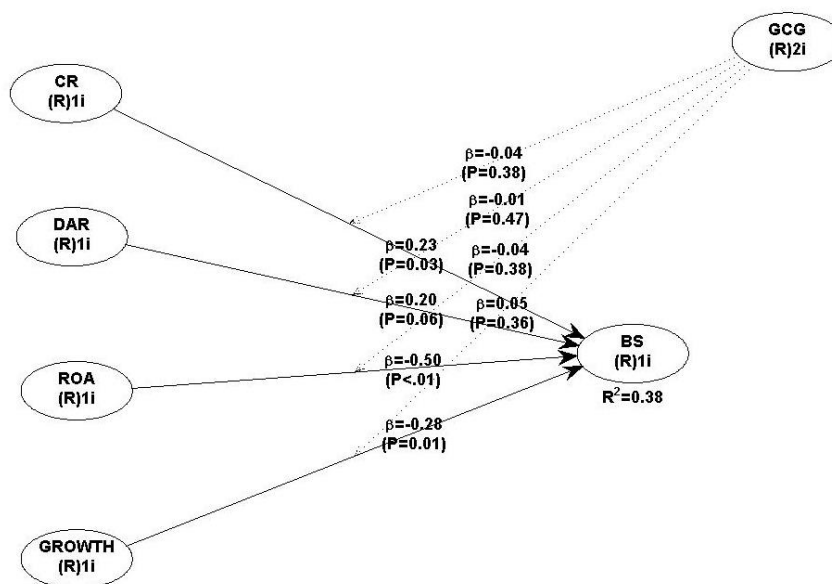 GCG
(R)2i
CR
(R)1i
β=-0.04
(P=0.38)
β=-0.01
(P=0.47)
DAR
(R)1i
β=0.23
(P=0.03)
β=-0.04
(P=0.38)
β=0.20
(P=0.06)
β=0.05
(P=0.36)
BS
(R)1i
R²=0.38
ROA
(R)1i
β=-0.50
(P<.01)
β=-0.28
(P=0.01)
GROWTH
(R)1i